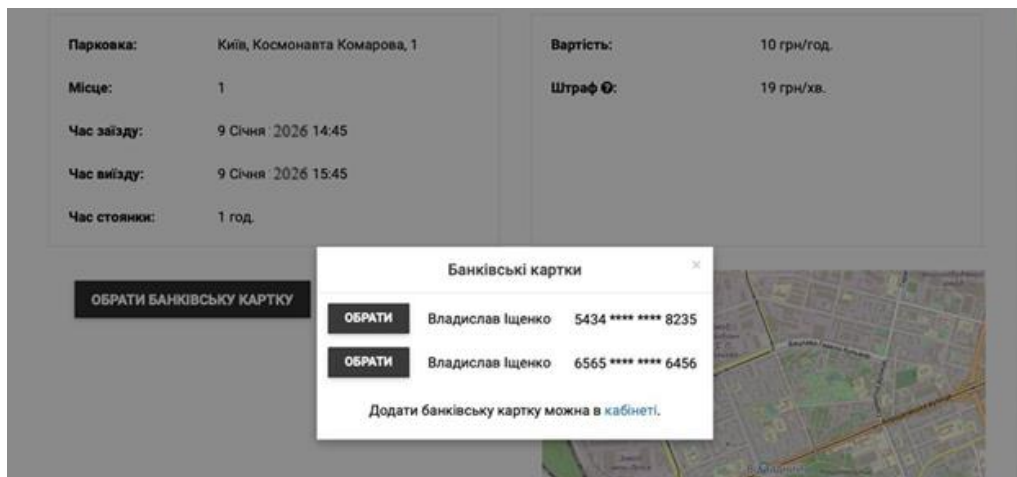 Парковка: Київ, Космонавта Комарова, 1
Місце: 1
Час заїзду: 9 Січня 2026 14:45
Час виїзду: 9 Січня 2026 15:45
Час стоянки: 1 год.
Вартість: 10 грн/год.
Штраф ?: 19 грн/хв.
ОБРАТИ БАНКІВСЬКУ КАРТКУ
Банківські картки ×
ОБРАТИ Владислав Іщенко 5434 **** **** 8235
ОБРАТИ Владислав Іщенко 6565 **** **** 6456
Додати банківську картку можна в кабінеті.